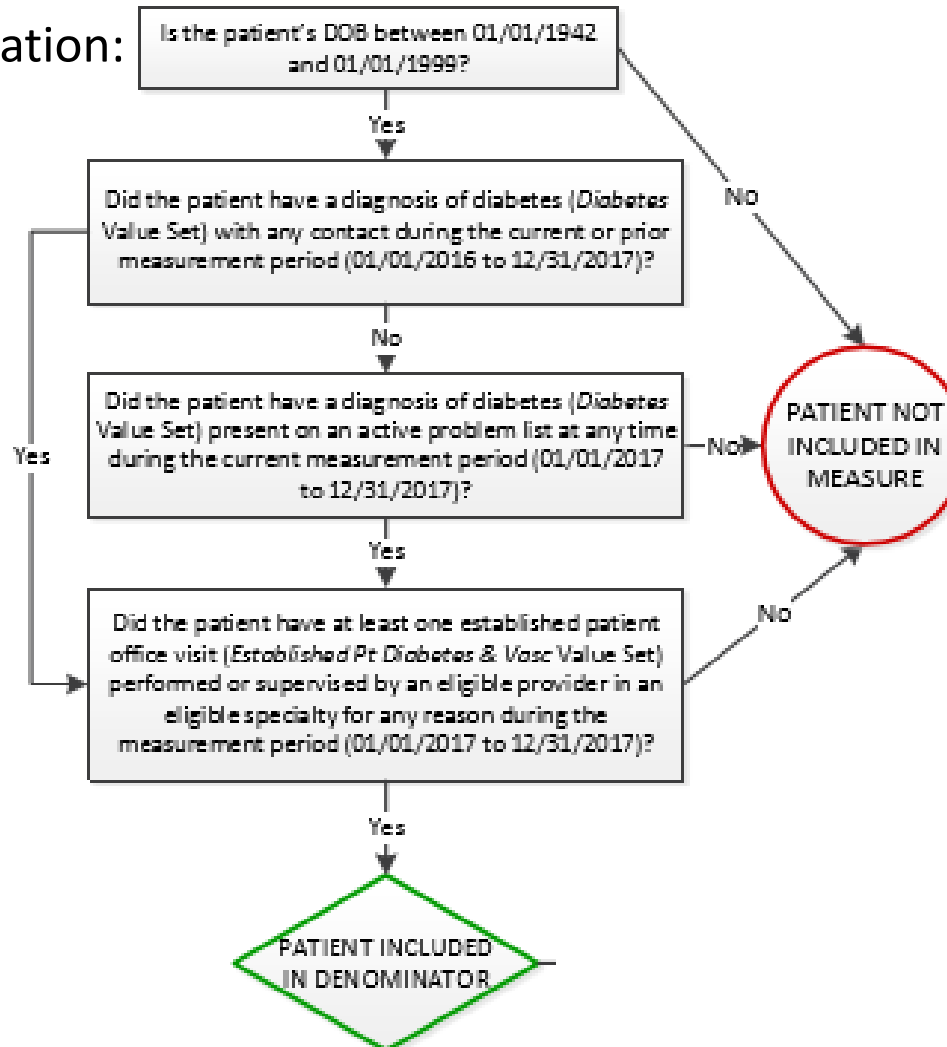 ation:
Is the patient's DOB between 01/01/1942
and 01/01/1999?
Yes
No
Did the patient have a diagnosis of diabetes (Diabetes
Value Set) with any contact during the current or prior
measurement period (01/01/2016 to 12/31/2017)?
No
Yes
Did the patient have a diagnosis of diabetes (Diabetes
Value Set) present on an active problem list at any time
during the current measurement period (01/01/2017
to 12/31/2017)?
No
PATIENT NOT
INCLUDED IN
MEASURE
Yes
Did the patient have at least one established patient
office visit (Established Pt Diabetes & Vasc Value Set)
performed or supervised by an eligible provider in an
eligible specialty for any reason during the
measurement period (01/01/2017 to 12/31/2017)?
No
Yes
PATIENT INCLUDED
IN DENOMINATOR